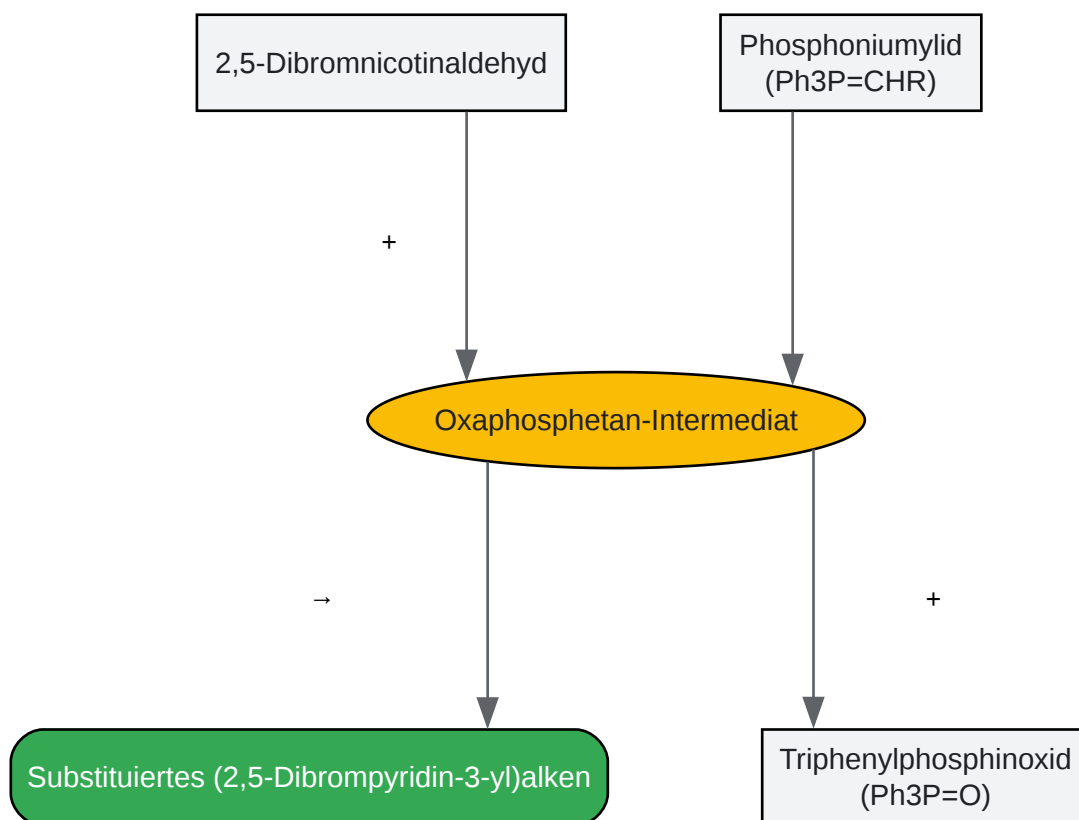 2,5-Dibromnicotinaldehyd
Phosphoniumylid
(Ph3P=CHR)
+
Oxaphosphetan-Intermediat
→
+
Substituiertes (2,5-Dibrompyridin-3-yl)alken
Triphenylphosphinoxid
(Ph3P=O)